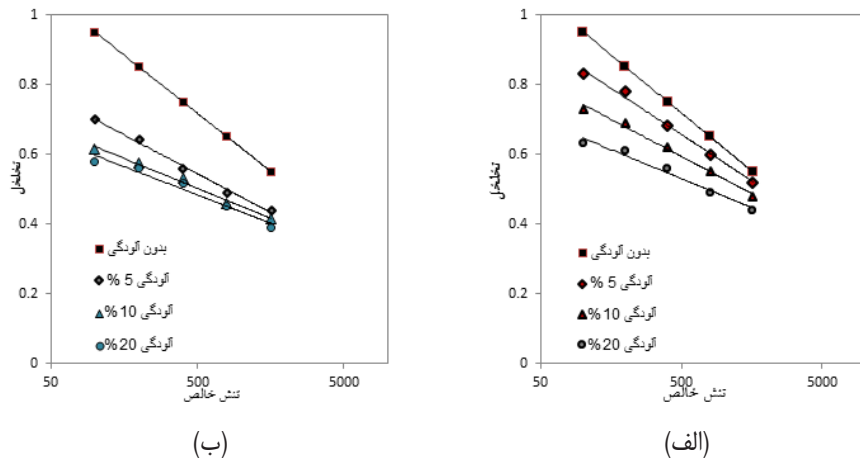 1
0.8
0.6
0.4
0.2
0
50
500
5000
تخلخل
تنش خالص
بدون آلودگی
آلودگی 5 %
آلودگی 10 %
آلودگی 20%
(الف)
1
0.8
0.6
0.4
0.2
0
50
500
5000
تخلخل
تنش خالص
بدون آلودگی
آلودگی 5 %
آلودگی 10 %
آلودگی 20%
(ب)